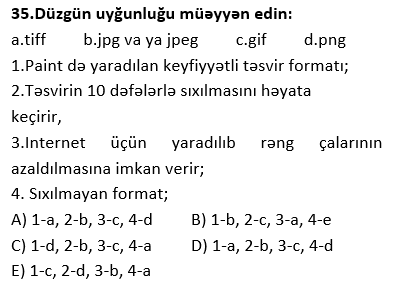 35.Düzgün uyğunluğu müəyyən edin:
a.tiff b.jpg va ya jpeg c.gif d.png
1.Paint də yaradılan keyfiyyətli təsvir formatı;
2.Təsvirin 10 dəfələrlə sıxılmasını həyata
keçirir,
3.Internet üçün yaradılıb rəng çalarının
azaldılmasına imkan verir;
4. Sıxılmayan format;
A) 1-a, 2-b, 3-c, 4-d B) 1-b, 2-c, 3-a, 4-e
C) 1-d, 2-b, 3-c, 4-a D) 1-a, 2-b, 3-c, 4-d
E) 1-c, 2-d, 3-b, 4-a